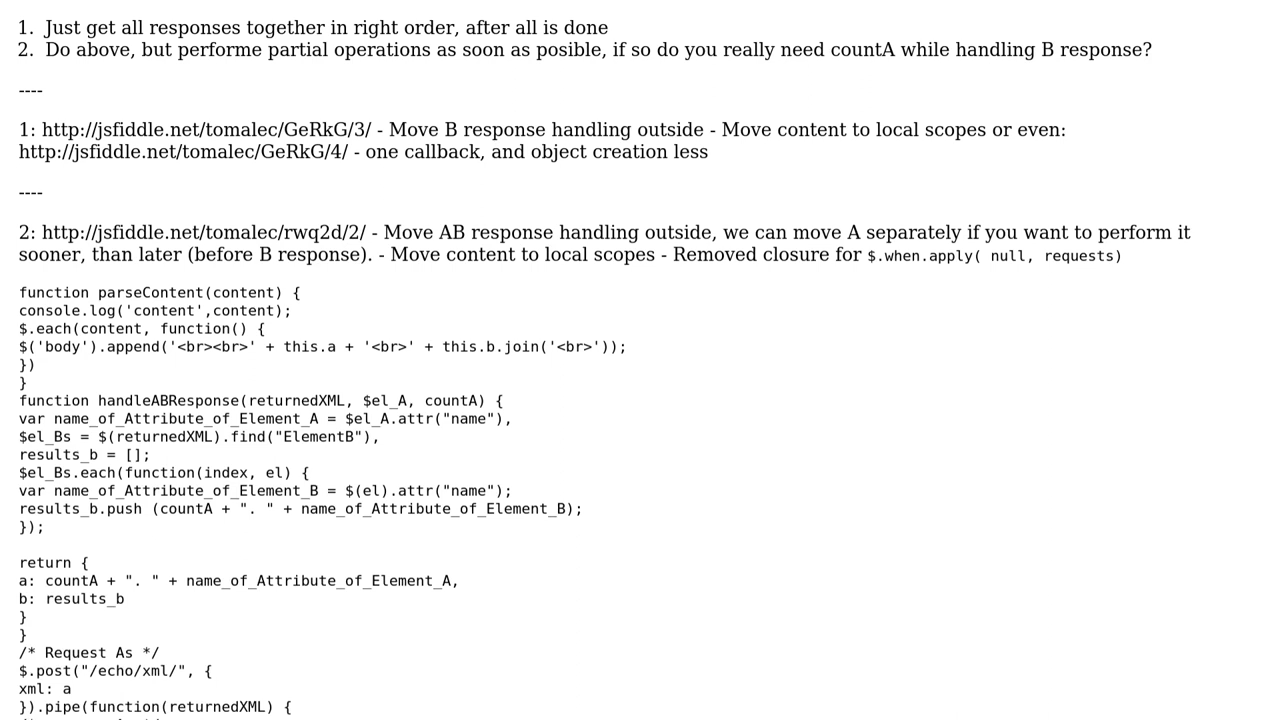 1. Just get all responses together in right order, after all is done
2. Do above, but performe partial operations as soon as posible, if so do you really need countA while handling B response?
----
1: http://jsfiddle.net/tomalec/GeRkG/3/ - Move B response handling outside - Move content to local scopes or even:
http://jsfiddle.net/tomalec/GeRkG/4/ - one callback, and object creation less
----
2: http://jsfiddle.net/tomalec/rwq2d/2/ - Move AB response handling outside, we can move A separately if you want to perform it
sooner, than later (before B response). - Move content to local scopes - Removed closure for $.when.apply( null, requests)
function parseContent(content) {
console.log('content',content);
$.each(content, function() {
$('body').append('<br><br>' + this.a + '<br>' + this.b.join('<br>'));
})
}
function handleABResponse(returnedXML, $el_A, countA) {
var name_of_Attribute_of_Element_A = $el_A.attr("name"),
$el_Bs = $(returnedXML).find("ElementB"),
results_b = [];
$el_Bs.each(function(index, el) {
var name_of_Attribute_of_Element_B = $(el).attr("name");
results_b.push (countA + ". " + name_of_Attribute_of_Element_B);
});
return {
a: countA + ". " + name_of_Attribute_of_Element_A,
b: results_b
}
}
/* Request As */
$.post("/echo/xml/", {
xml: a
}).pipe(function(returnedXML) {